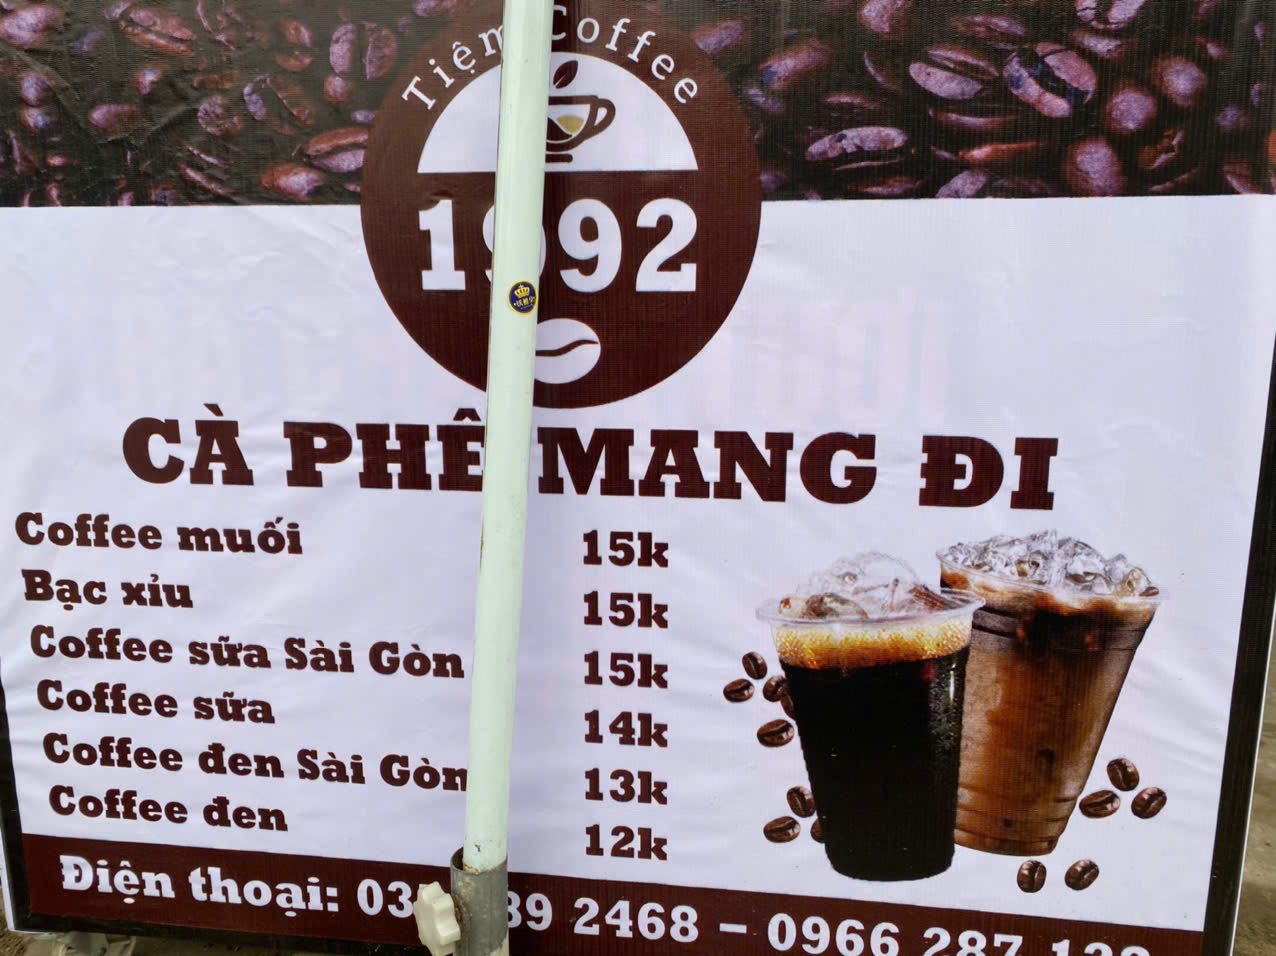 Tiệm Coffee
1992
CÀ PHÊ MANG ĐI
Coffee muối 15k
Bạc xỉu 15k
Coffee sữa Sài Gòn 15k
Coffee sữa 14k
Coffee đen Sài Gòn 13k
Coffee đen 12k
Điện thoại: 2468 - 0966 287